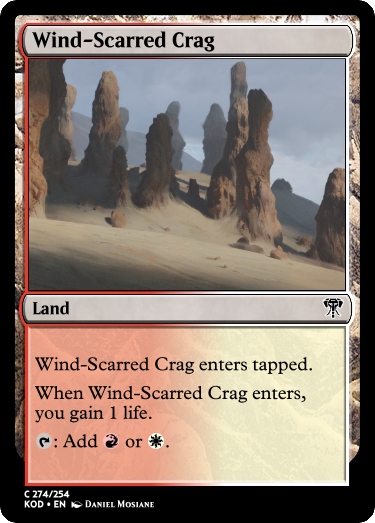 Wind-Scarred Crag
Land
Wind-Scarred Crag enters tapped.
When Wind-Scarred Crag enters,
you gain 1 life.
: Add or .
C 274/254
KOD • EN Daniel Mosiane